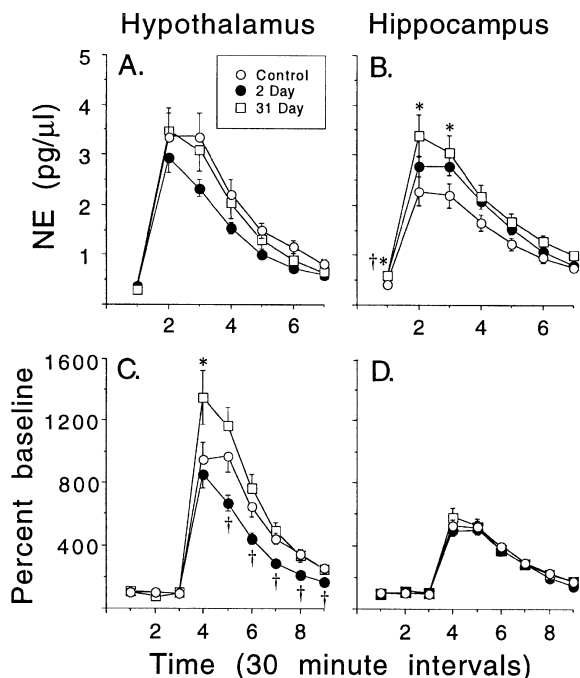 Hypothalamus Hippocampus
A.
B.
Control
2 Day
31 Day
NE (pg/µl)
5
4
3
2
1
* *
†*
2 4 6
2 4 6
C.
D.
Percent baseline
1600
1200
800
400
*
† † † † †
2 4 6 8
2 4 6 8
Time (30 minute intervals)